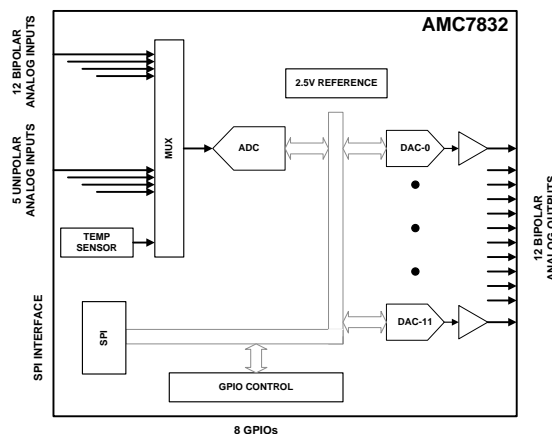 AMC7832
12 BIPOLAR
ANALOG INPUTS
2.5V REFERENCE
MUX
ADC
DAC-0
5 UNIPOLAR
ANALOG INPUTS
TEMP
SENSOR
12 BIPOLAR
ANALOG OUTPUTS
SPI INTERFACE
SPI
DAC-11
GPIO CONTROL
8 GPIOs